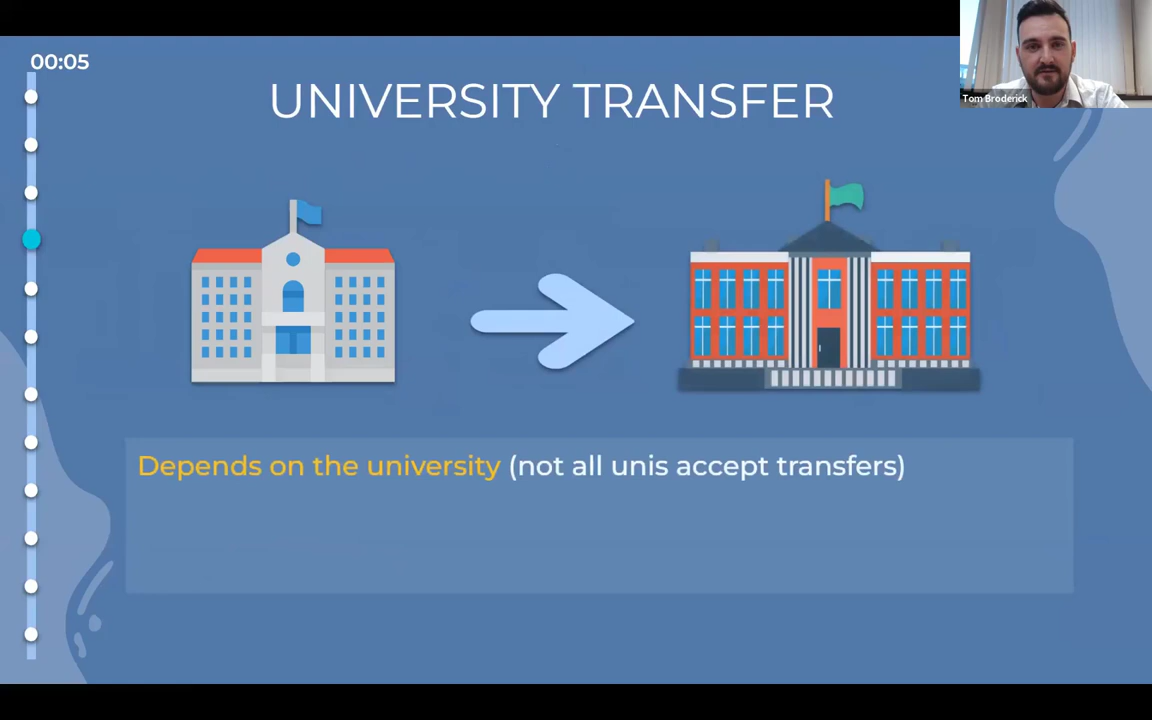 00:05
UNIVERSITY TRANSFER
Tom Broderick
Depends on the university (not all unis accept transfers)